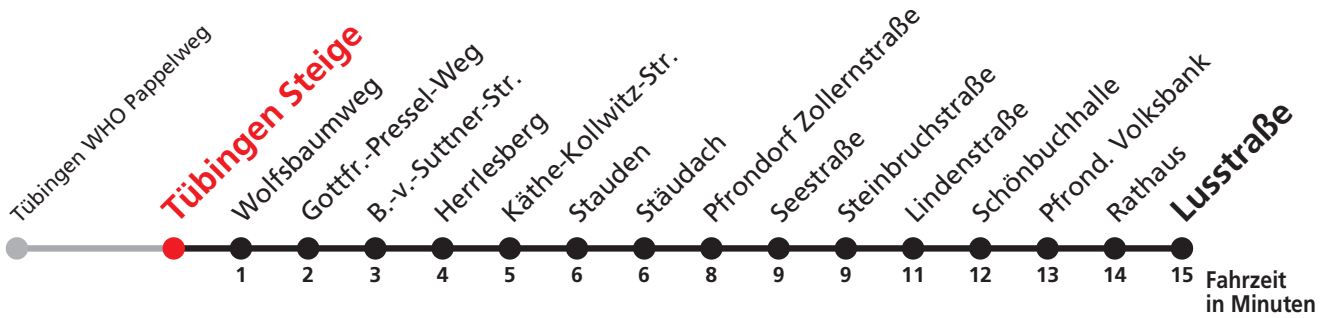 Tübingen WHO Pappelweg
Tübingen Steige
Wolfsbaumweg
Gottfr.-Pressel-Weg
B.-v.-Suttner-Str.
Herrlesberg
Käthe-Kollwitz-Str.
Stauden
Stäudach
Pfrondorf Zollernstraße
Seestraße
Steinbruchstraße
Lindenstraße
Schönbuchhalle
Pfrond. Volksbank
Rathaus
Lusstraße
1 2 3 4 5 6 6 8 9 9 11 12 13 14 15
Fahrzeit
in Minuten